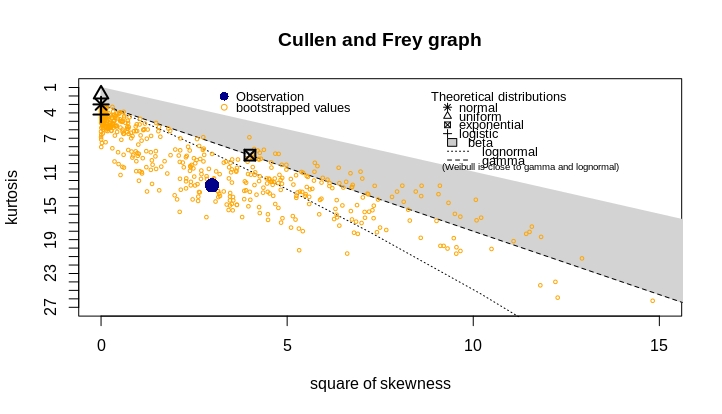 Cullen and Frey graph
kurtosis
1
4
7
11
15
19
23
27
Observation
bootstrapped values
Theoretical distributions
normal
uniform
exponential
logistic
beta
lognormal
gamma
(Weibull is close to gamma and lognormal)
0
5
10
15
square of skewness